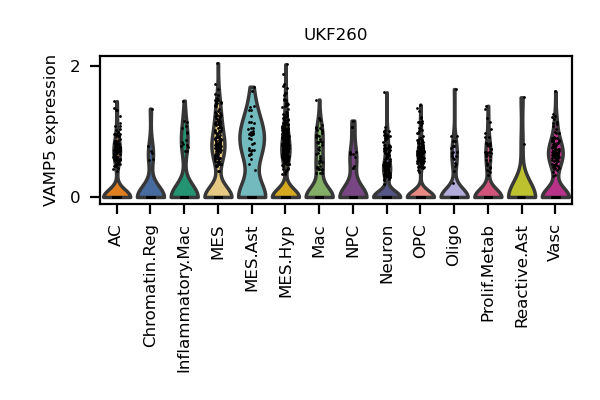 UKF260
VAMP5 expression
2
0
AC
Chromatin.Reg
Inflammatory.Mac
MES
MES.Ast
MES.Hyp
Mac
NPC
Neuron
OPC
Oligo
Prolif.Metab
Reactive.Ast
Vasc